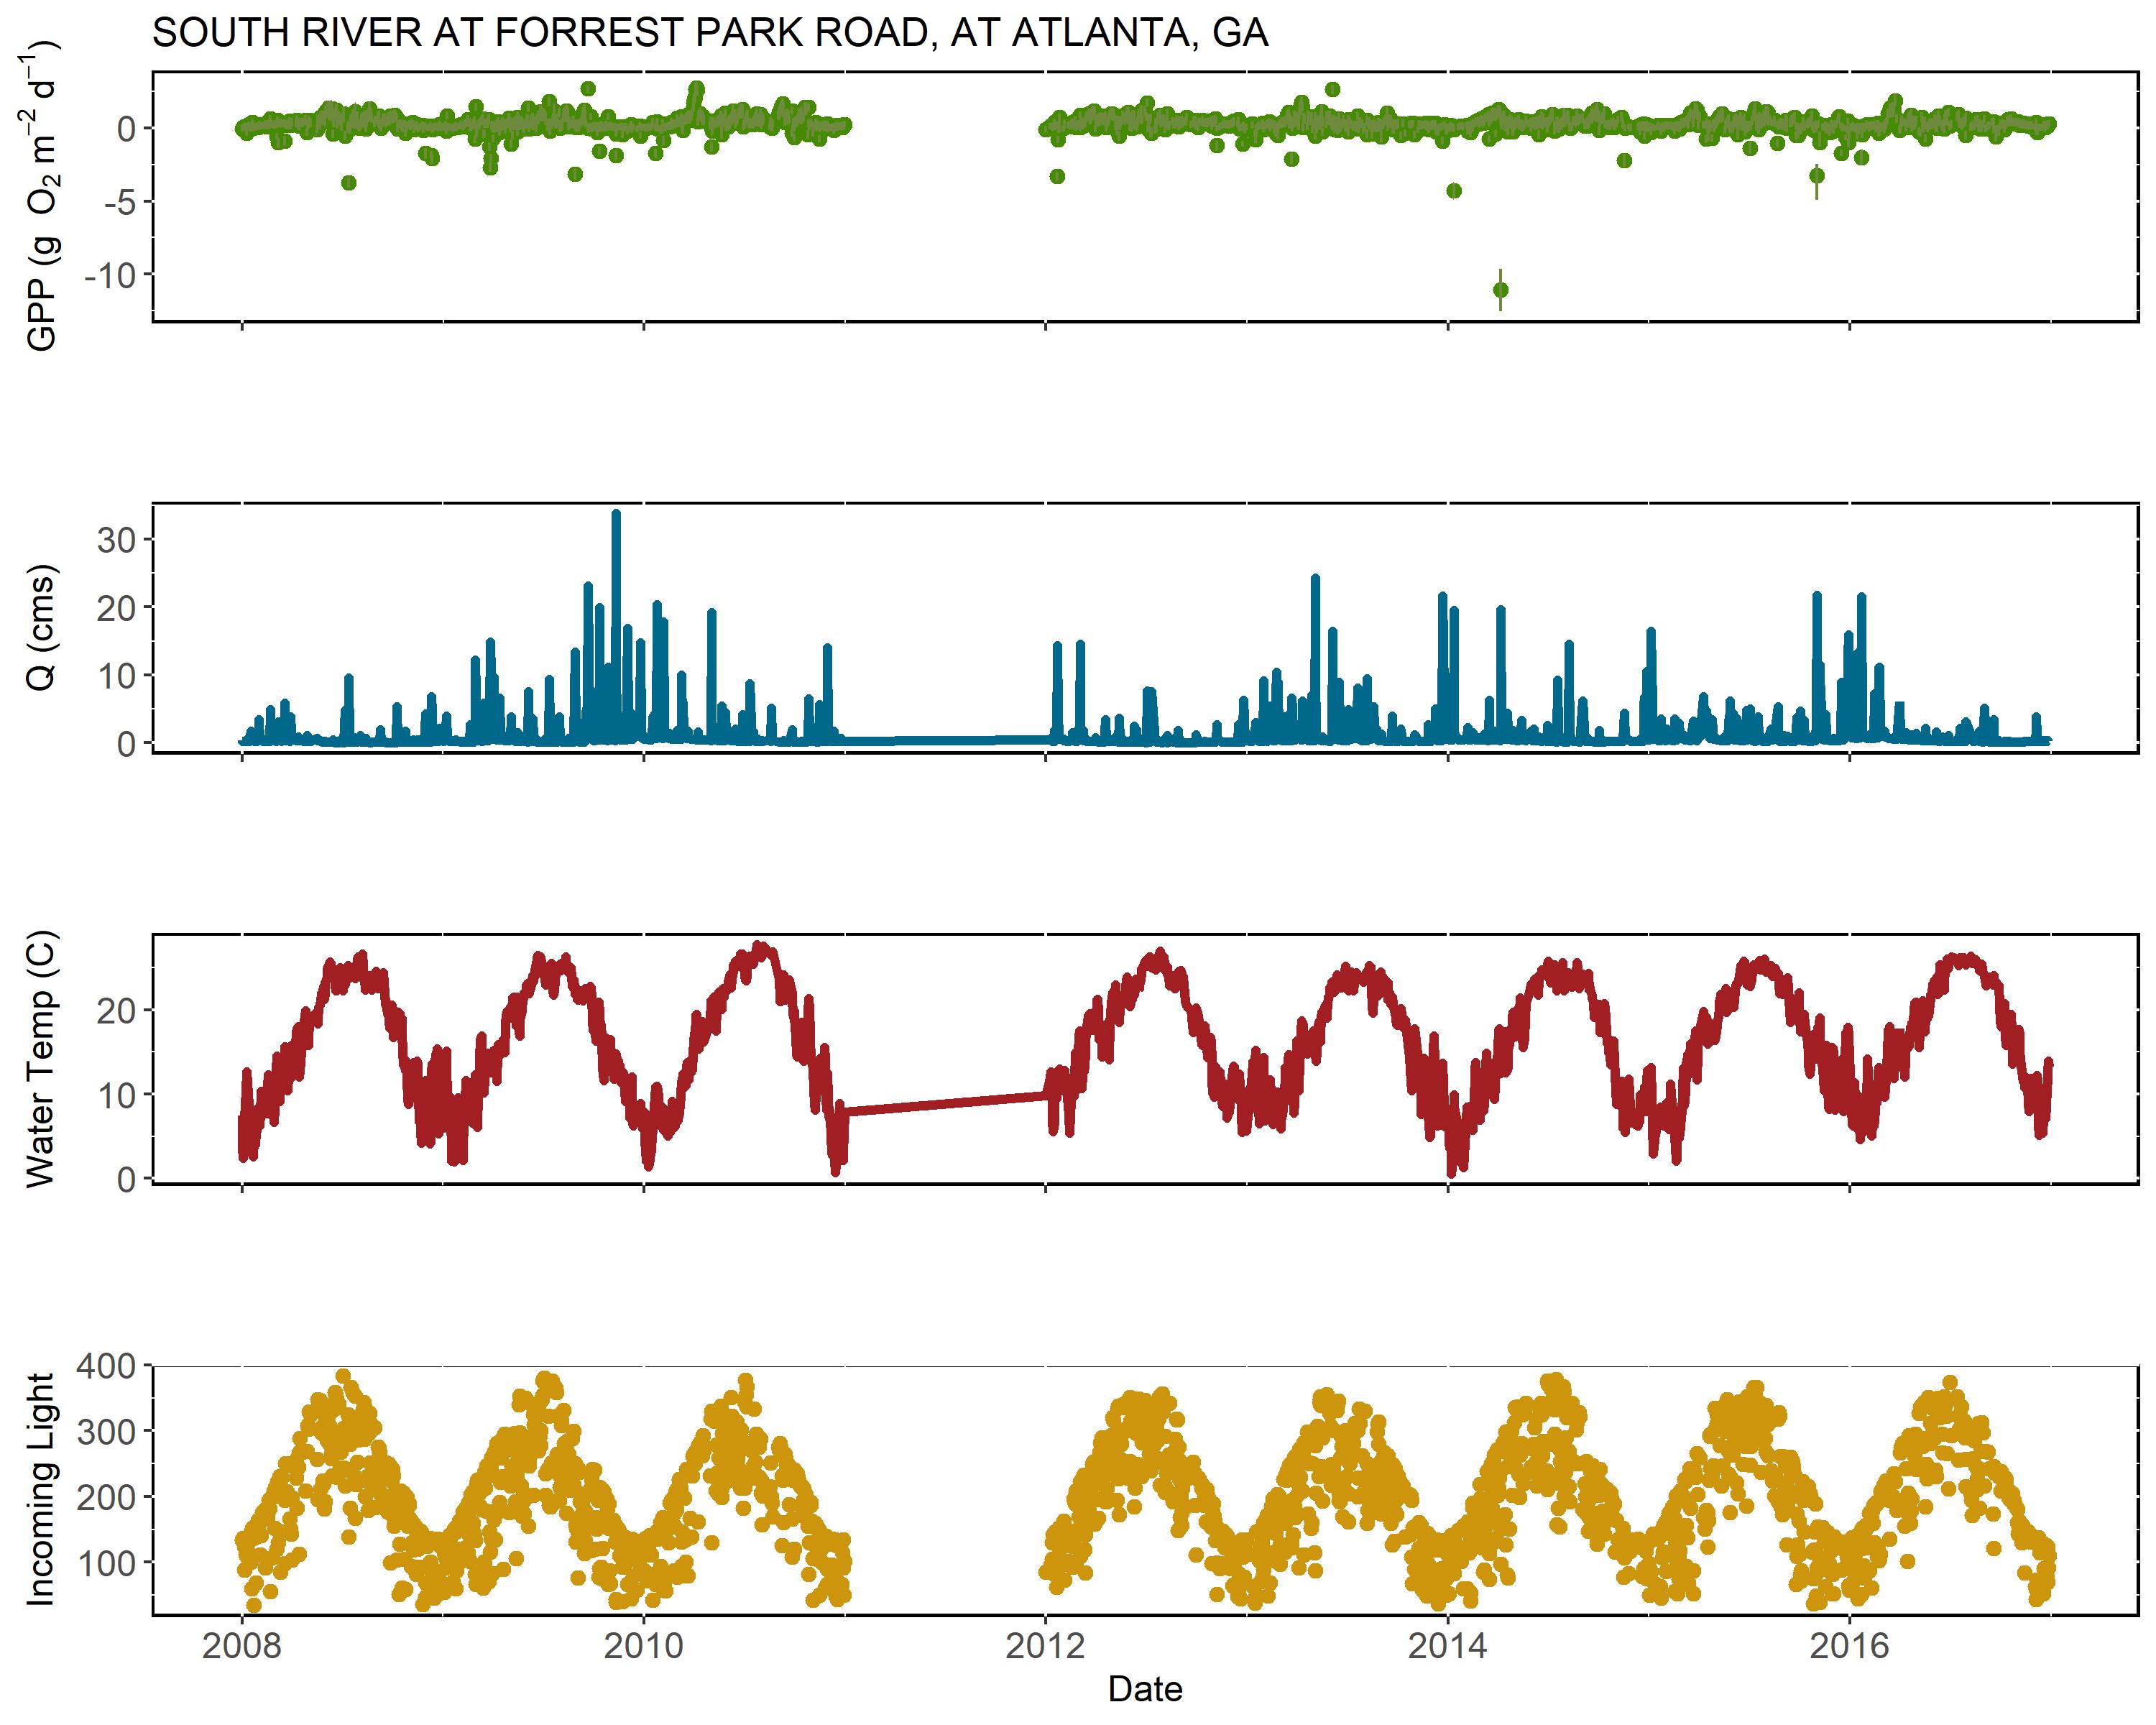 SOUTH RIVER AT FORREST PARK ROAD, AT ATLANTA, GA
GPP (g O₂ m⁻² d⁻¹)
0
-5
-10
Q (cms)
30
20
10
0
Water Temp (C)
20
10
0
Incoming Light
400
300
200
100
2008 2010 2012 2014 2016
Date